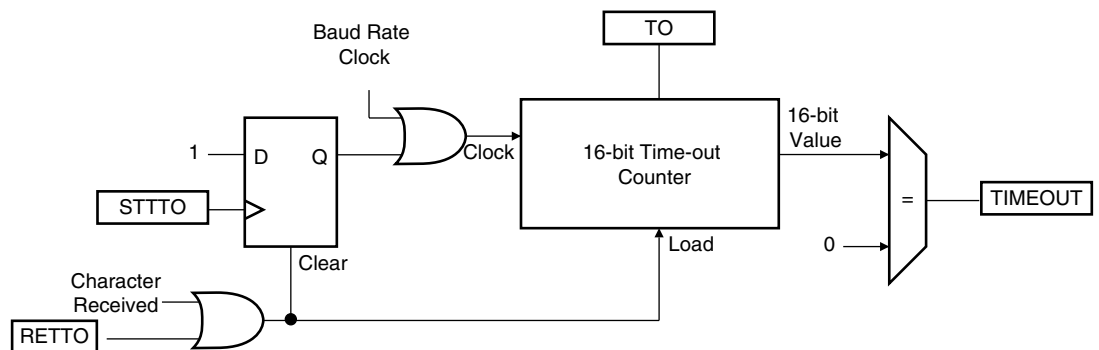 TO
Baud Rate
Clock
16-bit
Value
1
D
Q
Clock
16-bit Time-out
Counter
STTTO
=
TIMEOUT
0
Load
Clear
Character
Received
RETTO